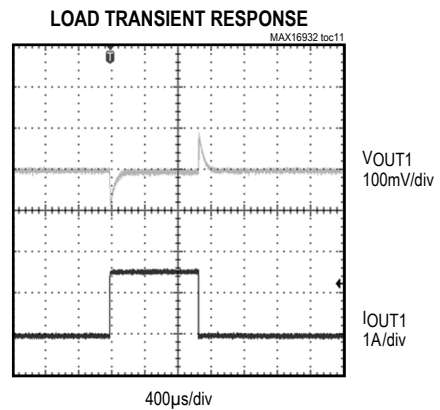 LOAD TRANSIENT RESPONSE
MAX16932 toc11
T
VOUT1
100mV/div
IOUT1
1A/div
400µs/div